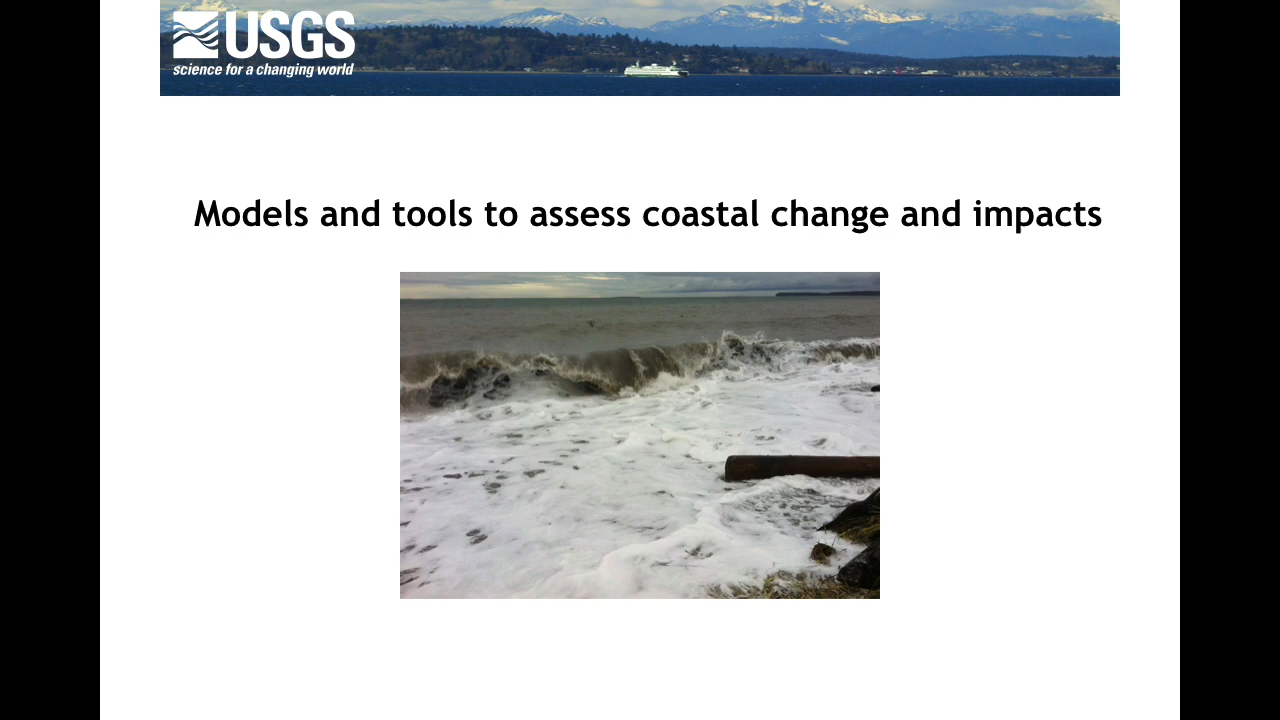 USGS
science for a changing world
Models and tools to assess coastal change and impacts